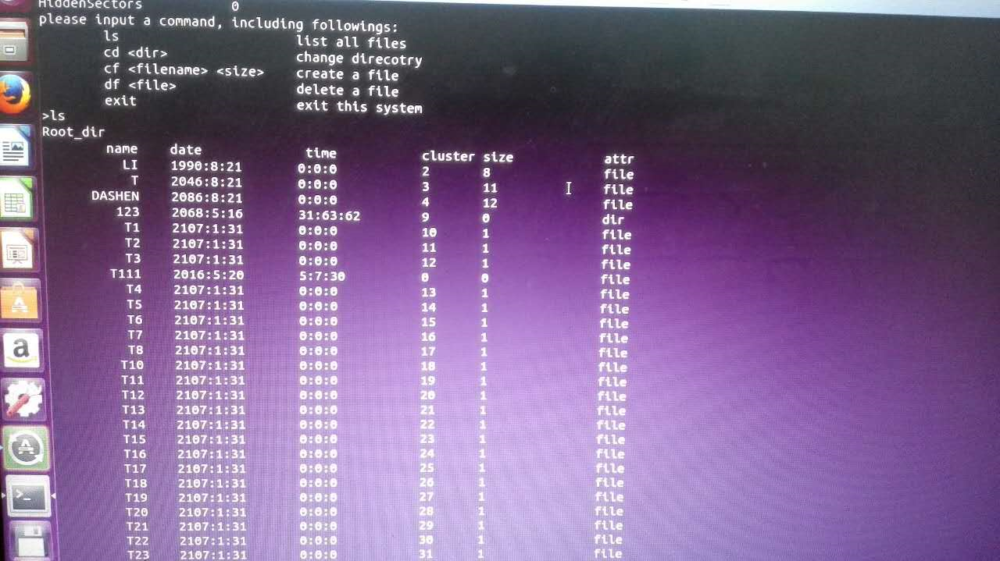 HiddenSectors 0
please input a command, including followings:
ls list all files
cd <dir> change direcotry
cf <filename> <size> create a file
df <file> delete a file
exit exit this system
>ls
Root_dir
name date time cluster size attr
LI 1990:8:21 0:0:0 2 8 file
T 2046:8:21 0:0:0 3 11 file
DASHEN 2086:8:21 0:0:0 4 12 file
123 2068:5:16 31:63:62 9 0 dir
T1 2107:1:31 0:0:0 10 1 file
T2 2107:1:31 0:0:0 11 1 file
T3 2107:1:31 0:0:0 12 1 file
T111 2016:5:20 5:7:30 0 0 file
T4 2107:1:31 0:0:0 13 1 file
T5 2107:1:31 0:0:0 14 1 file
T6 2107:1:31 0:0:0 15 1 file
T7 2107:1:31 0:0:0 16 1 file
T8 2107:1:31 0:0:0 17 1 file
T10 2107:1:31 0:0:0 18 1 file
T11 2107:1:31 0:0:0 19 1 file
T12 2107:1:31 0:0:0 20 1 file
T13 2107:1:31 0:0:0 21 1 file
T14 2107:1:31 0:0:0 22 1 file
T15 2107:1:31 0:0:0 23 1 file
T16 2107:1:31 0:0:0 24 1 file
T17 2107:1:31 0:0:0 25 1 file
T18 2107:1:31 0:0:0 26 1 file
T19 2107:1:31 0:0:0 27 1 file
T20 2107:1:31 0:0:0 28 1 file
T21 2107:1:31 0:0:0 29 1 file
T22 2107:1:31 0:0:0 30 1 file
T23 2107:1:31 0:0:0 31 1 file